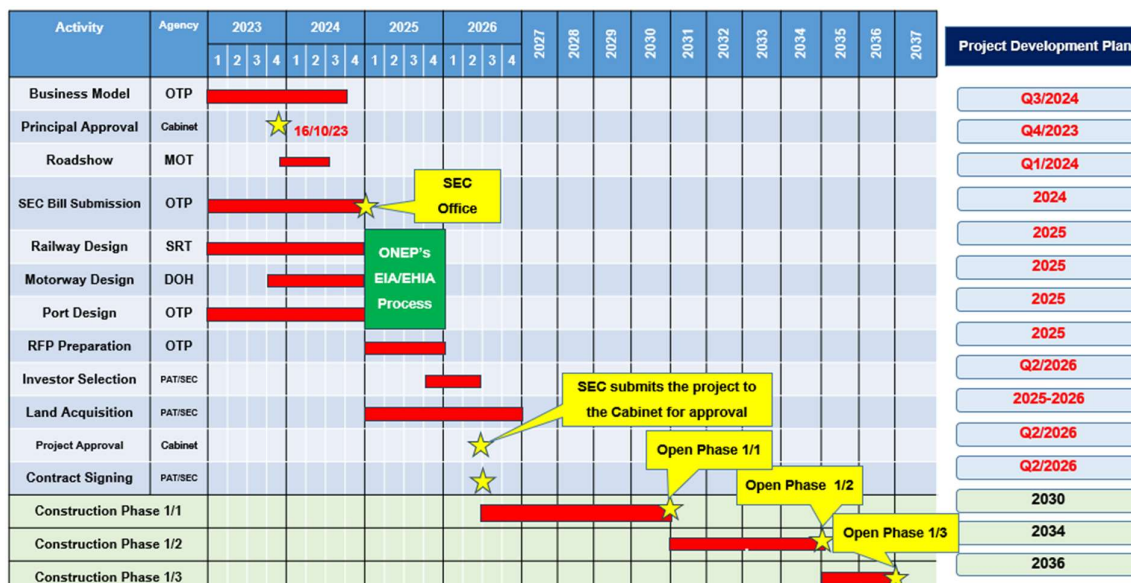 Activity Agency 2023 2024 2025 2026 2027 2028 2029 2030 2031 2032 2033 2034 2035 2036 2037 Project Development Plan
1 2 3 4 1 2 3 4 1 2 3 4 1 2 3 4
Business Model OTP Q3/2024
Principal Approval Cabinet 16/10/23 Q4/2023
Roadshow MOT Q1/2024
SEC Bill Submission OTP 2024
SEC
Office
Railway Design SRT 2025
Motorway Design DOH 2025
Port Design OTP 2025
ONEP's
EIA/EHIA
Process
RFP Preparation OTP 2025
Investor Selection PAT/SEC Q2/2026
Land Acquisition PAT/SEC 2025-2026
SEC submits the project to
the Cabinet for approval
Project Approval Cabinet Q2/2026
Open Phase 1/1
Contract Signing PAT/SEC Q2/2026
Open Phase 1/2
Construction Phase 1/1 2030
Open Phase 1/3
Construction Phase 1/2 2034
Construction Phase 1/3 2036